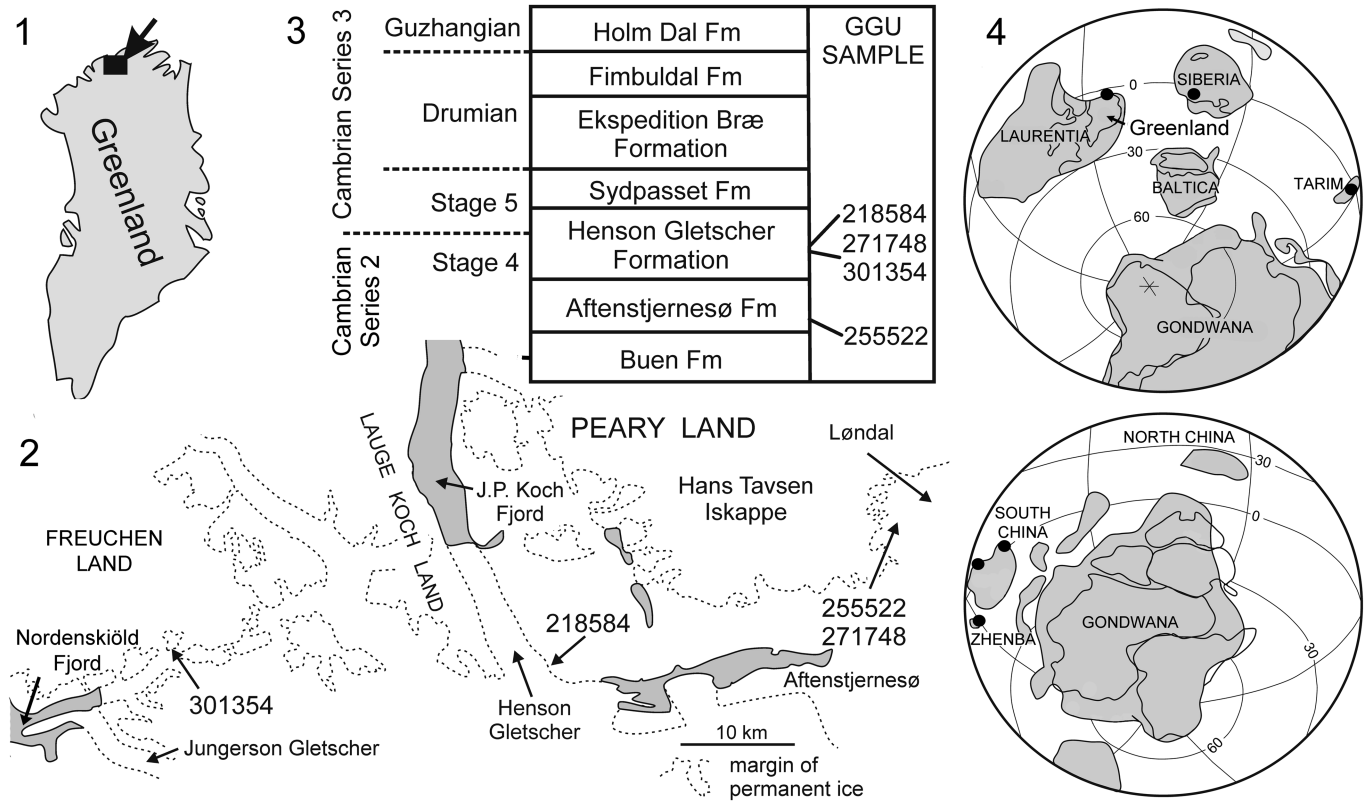 1
Greenland
2
FREUCHEN
LAND
Nordenskiöld
Fjord
301354
Jungerson Gletscher
LAUGE KOCH LAND
J.P. Koch
Fjord
PEARY LAND
Hans Tavsen
Iskappe
Løndal
218584
255522
271748
Henson
Gletscher
Aftenstjernesø
10 km
margin of
permanent ice
3
Cambrian Series 3
Cambrian
Series 2
Guzhangian
Drumian
Stage 5
Stage 4
Holm Dal Fm
Fimbuldal Fm
Ekspedition Bræ
Formation
Sydpasset Fm
Henson Gletscher
Formation
Aftenstjernesø Fm
Buen Fm
GGU
SAMPLE
218584
271748
301354
255522
4
SIBERIA
0
LAURENTIA
Greenland
30
BALTICA
TARIM
60
GONDWANA
NORTH CHINA
30
SOUTH
CHINA
0
GONDWANA
ZHENBA
30
60